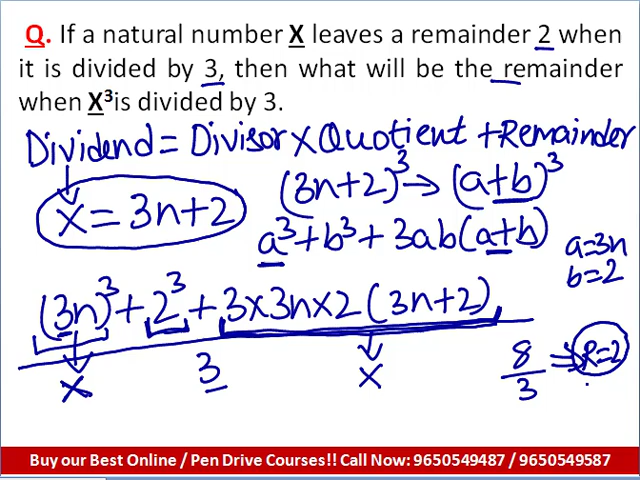 Q. If a natural number X leaves a remainder 2 when
it is divided by 3, then what will be the remainder
when X³is divided by 3.
Dividend = Divisor x Quotient + Remainder
(3n+2)³ → (a+b)³
x = 3n+2
a³ + b³ + 3ab(a+b)
a=3n
b=2
(3n)³ + 2³ + 3x3nx2(3n+2)
x 3 x
8/3 ⇒ R=2
Buy our Best Online / Pen Drive Courses!! Call Now: 9650549487 / 9650549587